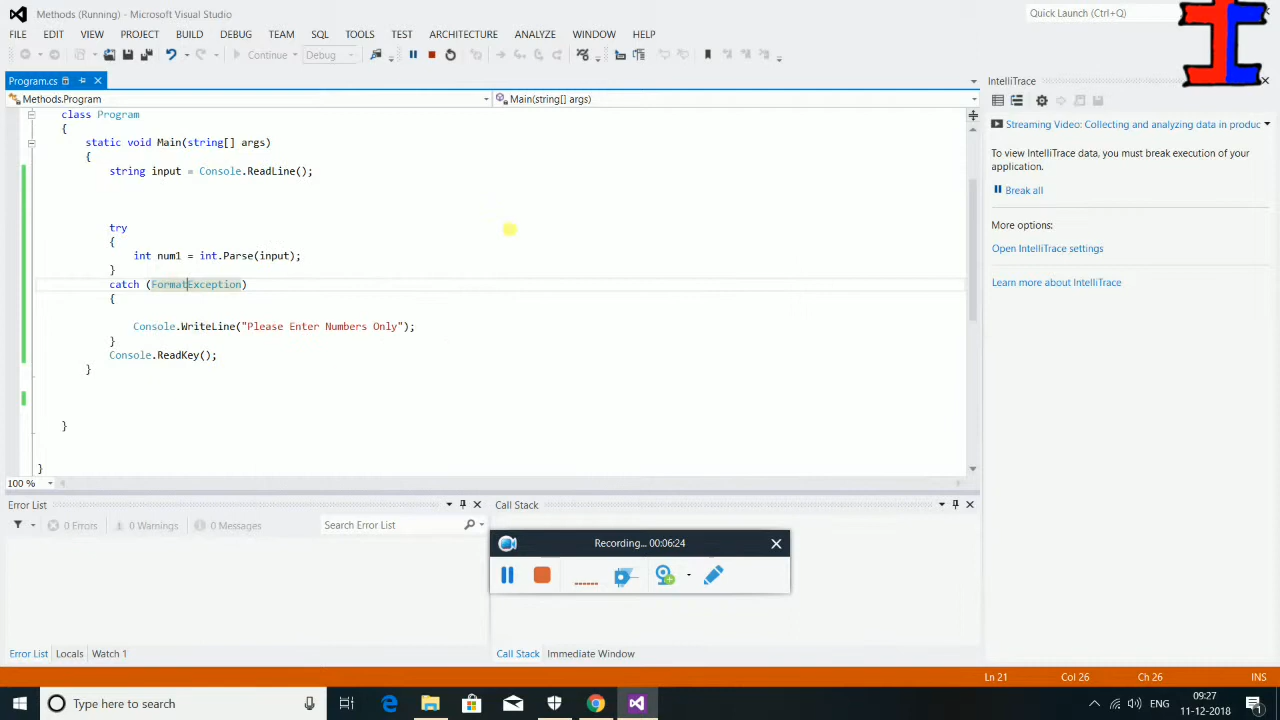 Methods (Running) - Microsoft Visual Studio
Quick Launch (Ctrl+Q)
FILE EDIT VIEW PROJECT BUILD DEBUG TEAM SQL TOOLS TEST ARCHITECTURE ANALYZE WINDOW HELP
Continue Debug
Program.cs
IntelliTrace
Methods.Program Main(string[] args)
class Program
{
static void Main(string[] args)
{
string input = Console.ReadLine();
try
{
int num1 = int.Parse(input);
}
catch (FormatException)
{
Console.WriteLine("Please Enter Numbers Only");
}
Console.ReadKey();
}
}
}
100 %
Streaming Video: Collecting and analyzing data in produc
To view IntelliTrace data, you must break execution of your
application.
Break all
More options:
Open IntelliTrace settings
Learn more about IntelliTrace
Error List
0 Errors 0 Warnings 0 Messages Search Error List
Call Stack
Recording... 00:06:24
Error List Locals Watch 1
Call Stack Immediate Window
Ln 21 Col 26 Ch 26 INS
Type here to search
ENG
09:27
11-12-2018
1